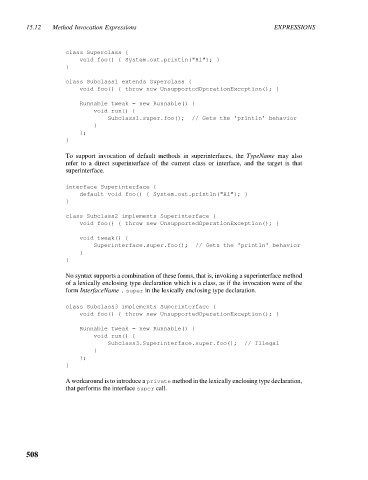 15.12 Method Invocation Expressions EXPRESSIONS
class Superclass {
void foo() { System.out.println("Hi"); }
}
class Subclass1 extends Superclass {
void foo() { throw new UnsupportedOperationException(); }
Runnable tweak = new Runnable() {
void run() {
Subclass1.super.foo(); // Gets the 'println' behavior
}
};
}
To support invocation of default methods in superinterfaces, the TypeName may also
refer to a direct superinterface of the current class or interface, and the target is that
superinterface.
interface Superinterface {
default void foo() { System.out.println("Hi"); }
}
class Subclass2 implements Superinterface {
void foo() { throw new UnsupportedOperationException(); }
void tweak() {
Superinterface.super.foo(); // Gets the 'println' behavior
}
}
No syntax supports a combination of these forms, that is, invoking a superinterface method
of a lexically enclosing type declaration which is a class, as if the invocation were of the
form InterfaceName . super in the lexically enclosing type declaration.
class Subclass3 implements Superinterface {
void foo() { throw new UnsupportedOperationException(); }
Runnable tweak = new Runnable() {
void run() {
Subclass3.Superinterface.super.foo(); // Illegal
}
};
}
A workaround is to introduce a private method in the lexically enclosing type declaration,
that performs the interface super call.
508